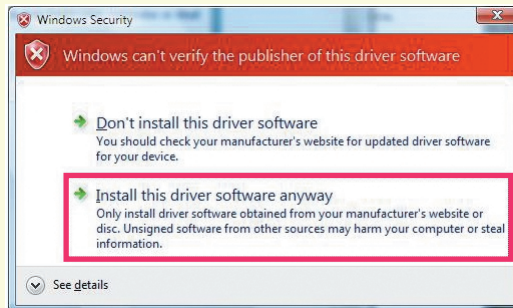 Windows Security
Windows can't verify the publisher of this driver software
Don't install this driver software
You should check your manufacturer's website for updated driver software
for your device.
Install this driver software anyway
Only install driver software obtained from your manufacturer's website or
disc. Unsigned software from other sources may harm your computer or steal
information.
See details